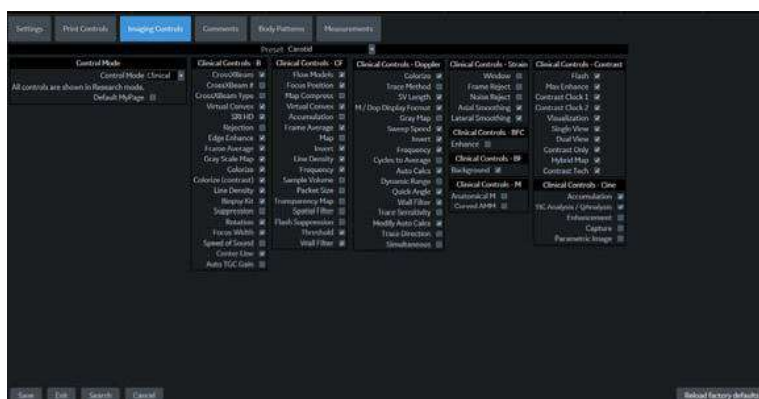 Settings
Print Controls
Imaging Controls
Comments
Body Patterns
Measurements
Preset Carotid
Control Mode
Control Mode Clinical
All controls are shown in Research mode.
Default MyPage
Clinical Controls - B
CrossXBeam
CrossXBeam #
CrossXBeam Type
Virtual Convex
SRI HD
Rejection
Edge Enhance
Frame Average
Gray Scale Map
Colorize
Colorize (contrast)
Line Density
Biopsy Kit
Suppression
Rotation
Focus Width
Speed of Sound
Center Line
Auto TGC Gain
Clinical Controls - CF
Flow Models
Focus Position
Map Compress
Virtual Convex
Accumulation
Frame Average
Map
Invert
Line Density
Frequency
Sample Volume
Packet Size
Transparency Map
Spatial Filter
Flash Suppression
Threshold
Wall Filter
Clinical Controls - Doppler
Colorize
Trace Method
SV Length
M / Dop Display Format
Gray Map
Sweep Speed
Invert
Frequency
Cycles to Average
Auto Calcs
Dynamic Range
Quick Angle
Wall Filter
Trace Sensitivity
Modify Auto Calcs
Trace Direction
Simultaneous
Clinical Controls - Strain
Window
Frame Reject
Noise Reject
Axial Smoothing
Lateral Smoothing
Clinical Controls - BFC
Enhance
Clinical Controls - BF
Background
Clinical Controls - M
Anatomical M
Curved AMM
Clinical Controls - Contrast
Flash
Max Enhance
Contrast Clock 1
Contrast Clock 2
Visualization
Single View
Dual View
Contrast Only
Hybrid Map
Contrast Tech
Clinical Controls - Cine
Accumulation
TIC Analysis / QAnalysis
Enhancement
Capture
Parametric Image
Save
Exit
Search
Cancel
Reload factory defaults